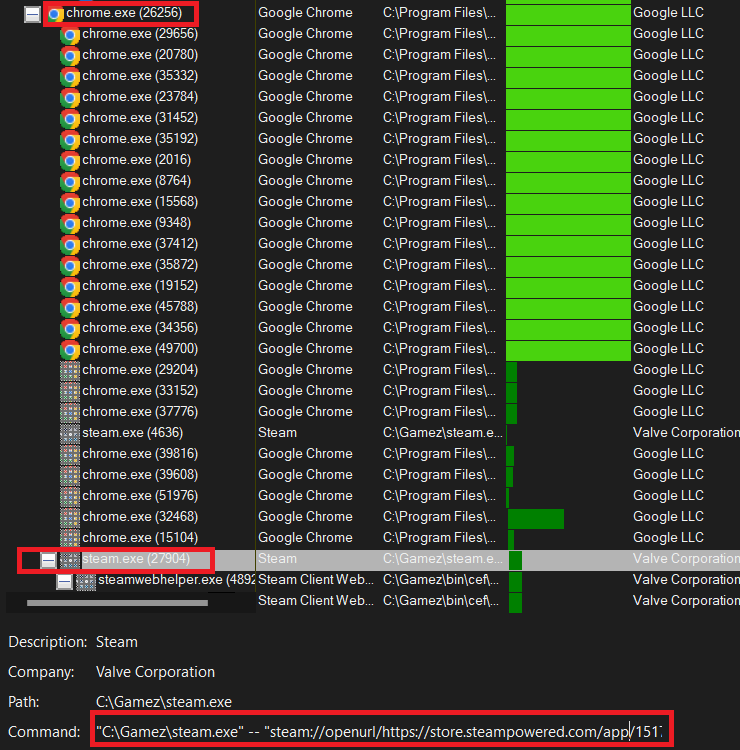 chrome.exe (26256) Google Chrome C:\Program Files\... Google LLC
chrome.exe (29656) Google Chrome C:\Program Files\... Google LLC
chrome.exe (20780) Google Chrome C:\Program Files\... Google LLC
chrome.exe (35332) Google Chrome C:\Program Files\... Google LLC
chrome.exe (23784) Google Chrome C:\Program Files\... Google LLC
chrome.exe (31452) Google Chrome C:\Program Files\... Google LLC
chrome.exe (35192) Google Chrome C:\Program Files\... Google LLC
chrome.exe (2016) Google Chrome C:\Program Files\... Google LLC
chrome.exe (8764) Google Chrome C:\Program Files\... Google LLC
chrome.exe (15568) Google Chrome C:\Program Files\... Google LLC
chrome.exe (9348) Google Chrome C:\Program Files\... Google LLC
chrome.exe (37412) Google Chrome C:\Program Files\... Google LLC
chrome.exe (35872) Google Chrome C:\Program Files\... Google LLC
chrome.exe (19152) Google Chrome C:\Program Files\... Google LLC
chrome.exe (45788) Google Chrome C:\Program Files\... Google LLC
chrome.exe (34356) Google Chrome C:\Program Files\... Google LLC
chrome.exe (49700) Google Chrome C:\Program Files\... Google LLC
chrome.exe (29204) Google Chrome C:\Program Files\... Google LLC
chrome.exe (33152) Google Chrome C:\Program Files\... Google LLC
chrome.exe (37776) Google Chrome C:\Program Files\... Google LLC
steam.exe (4636) Steam C:\Gamez\steam.e... Valve Corporation
chrome.exe (39816) Google Chrome C:\Program Files\... Google LLC
chrome.exe (39608) Google Chrome C:\Program Files\... Google LLC
chrome.exe (51976) Google Chrome C:\Program Files\... Google LLC
chrome.exe (32468) Google Chrome C:\Program Files\... Google LLC
chrome.exe (15104) Google Chrome C:\Program Files\... Google LLC
steam.exe (27904) Steam C:\Gamez\steam.e... Valve Corporation
steamwebhelper.exe (4892 Steam Client Web... C:\Gamez\bin\cef\... Valve Corporation
Steam Client Web... C:\Gamez\bin\cef\... Valve Corporation
Description: Steam
Company: Valve Corporation
Path: C:\Gamez\steam.exe
Command: "C:\Gamez\steam.exe" -- "steam://openurl/https://store.steampowered.com/app/1517